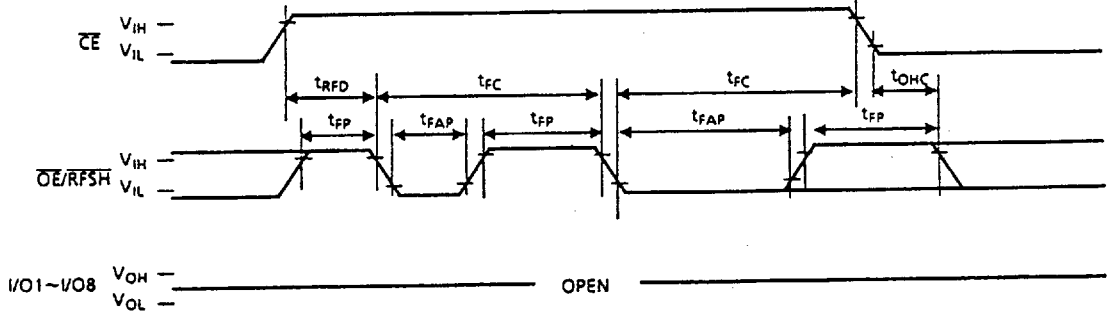 V_IH
CE
V_IL
t_RFD
t_FC
t_FC
t_OHC
t_FP
t_FAP
t_FP
t_FAP
t_FP
V_IH
OE/RFSH
V_IL
V_OH
I/O1~I/O8
OPEN
V_OL